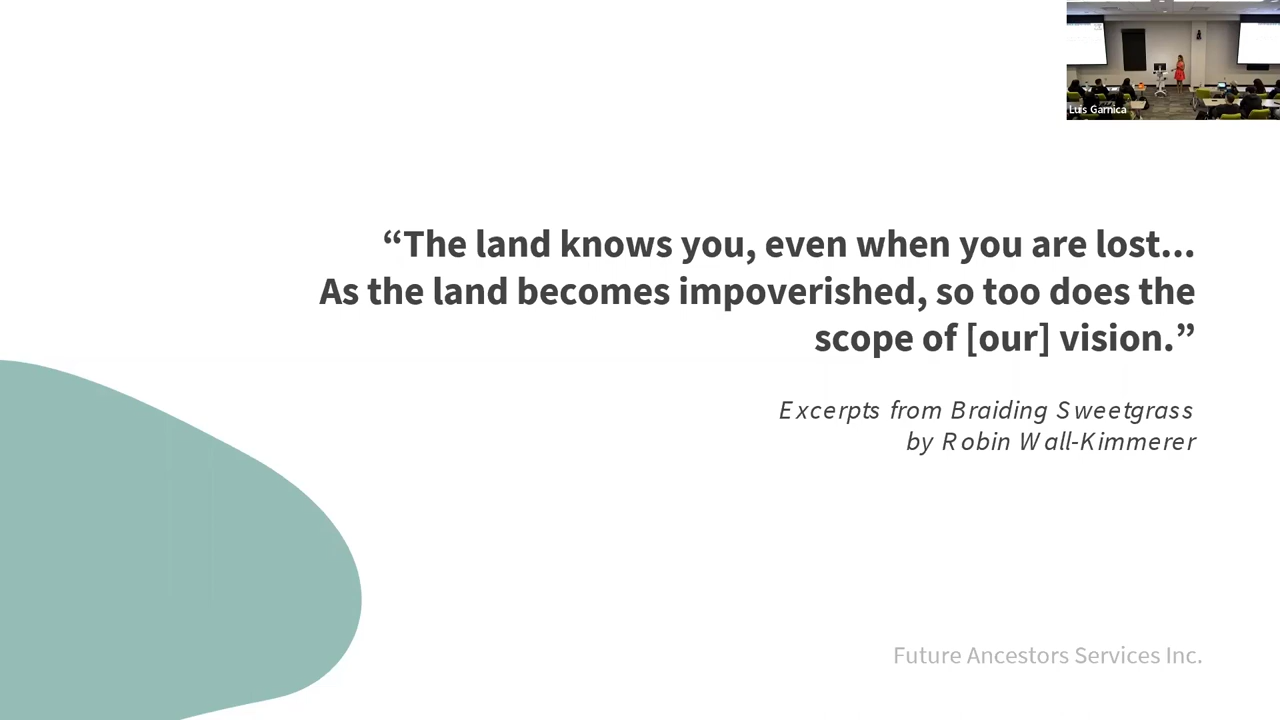 Luis Garnica
“The land knows you, even when you are lost...
As the land becomes impoverished, so too does the
scope of [our] vision.”
Excerpts from Braiding Sweetgrass
by Robin Wall-Kimmerer
Future Ancestors Services Inc.